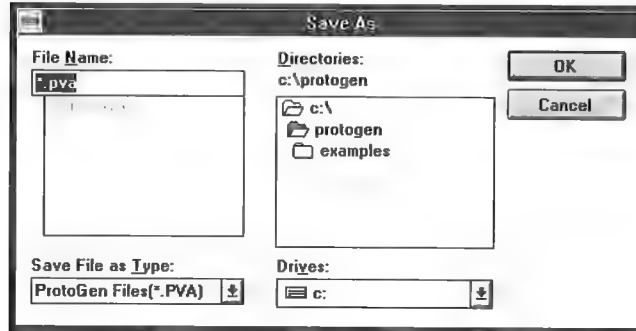 Save As
File Name:
*.pva
Directories:
c:\protogen
c:\
protogen
examples
OK
Cancel
Save File as Type:
ProtoGen Files(*.PVA)
Drives:
c: